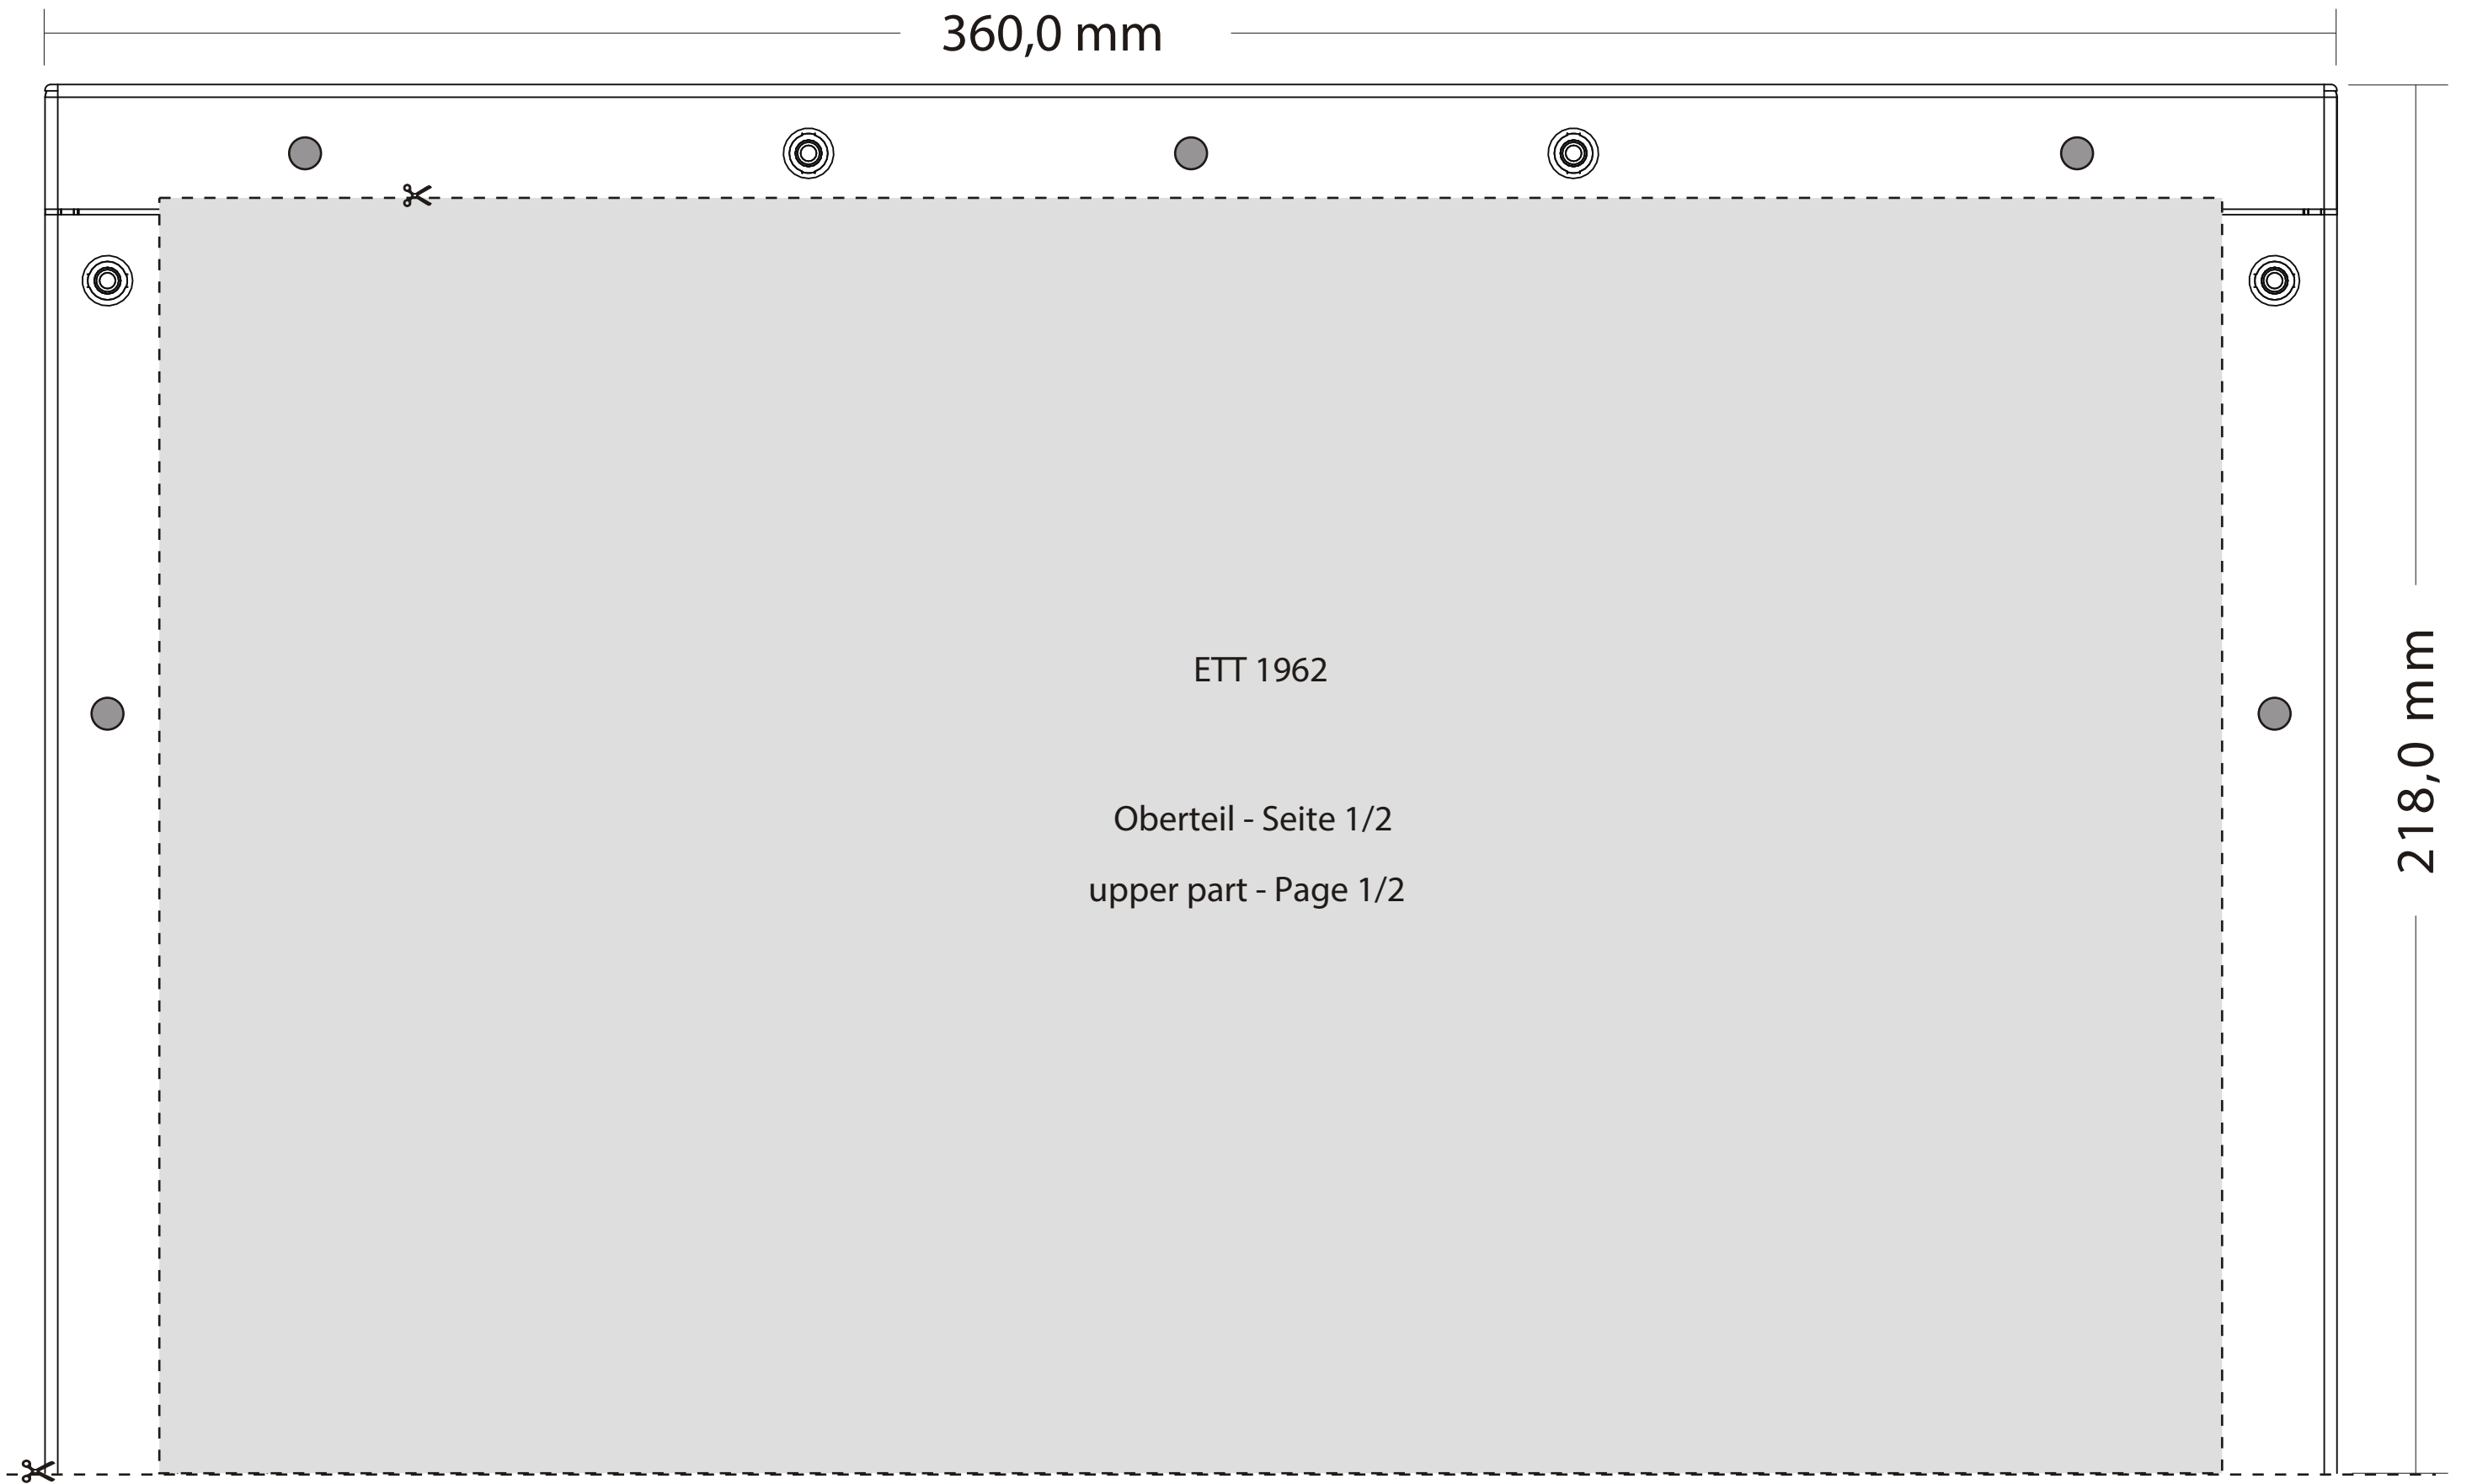 360,0 mm
218,0 mm
ETT 1962
Oberteil - Seite 1/2
upper part - Page 1/2